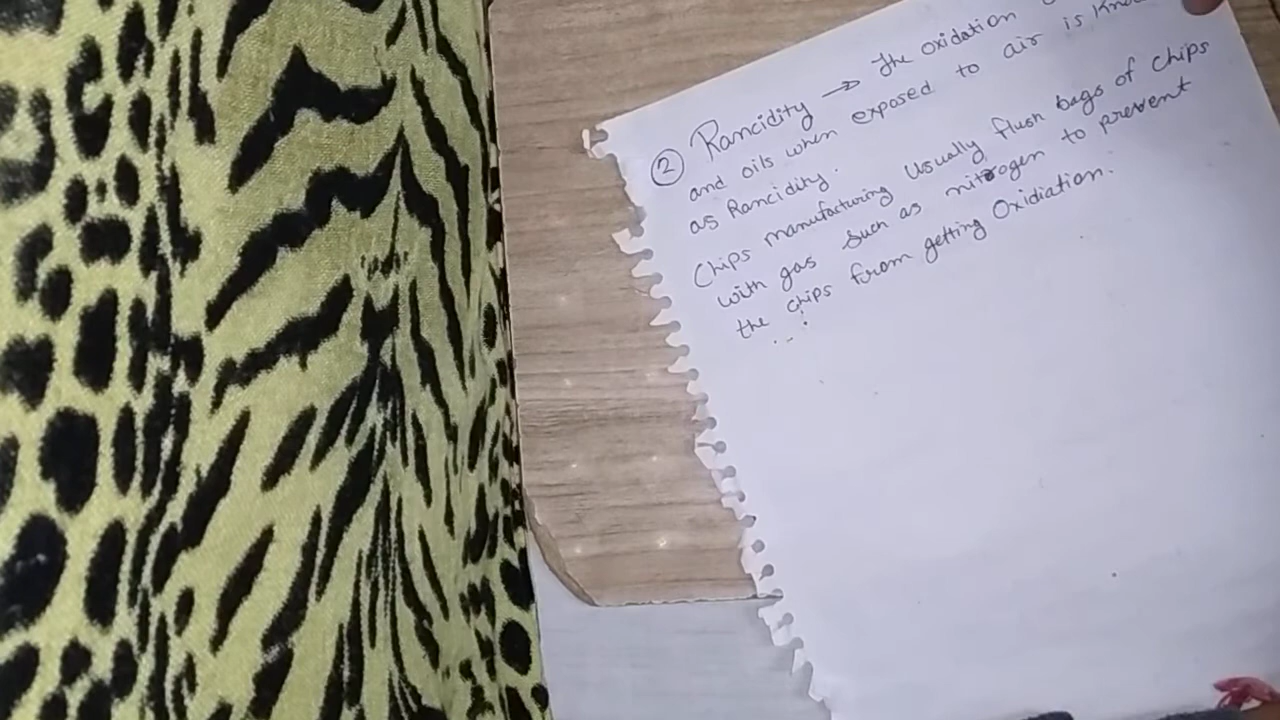 ② Rancidity → The oxidation
and oils when exposed to air is
as Rancidity.
Chips manufacturing Usually flush bags of chips
with gas Such as nitrogen to prevent
the chips from getting Oxidiation.